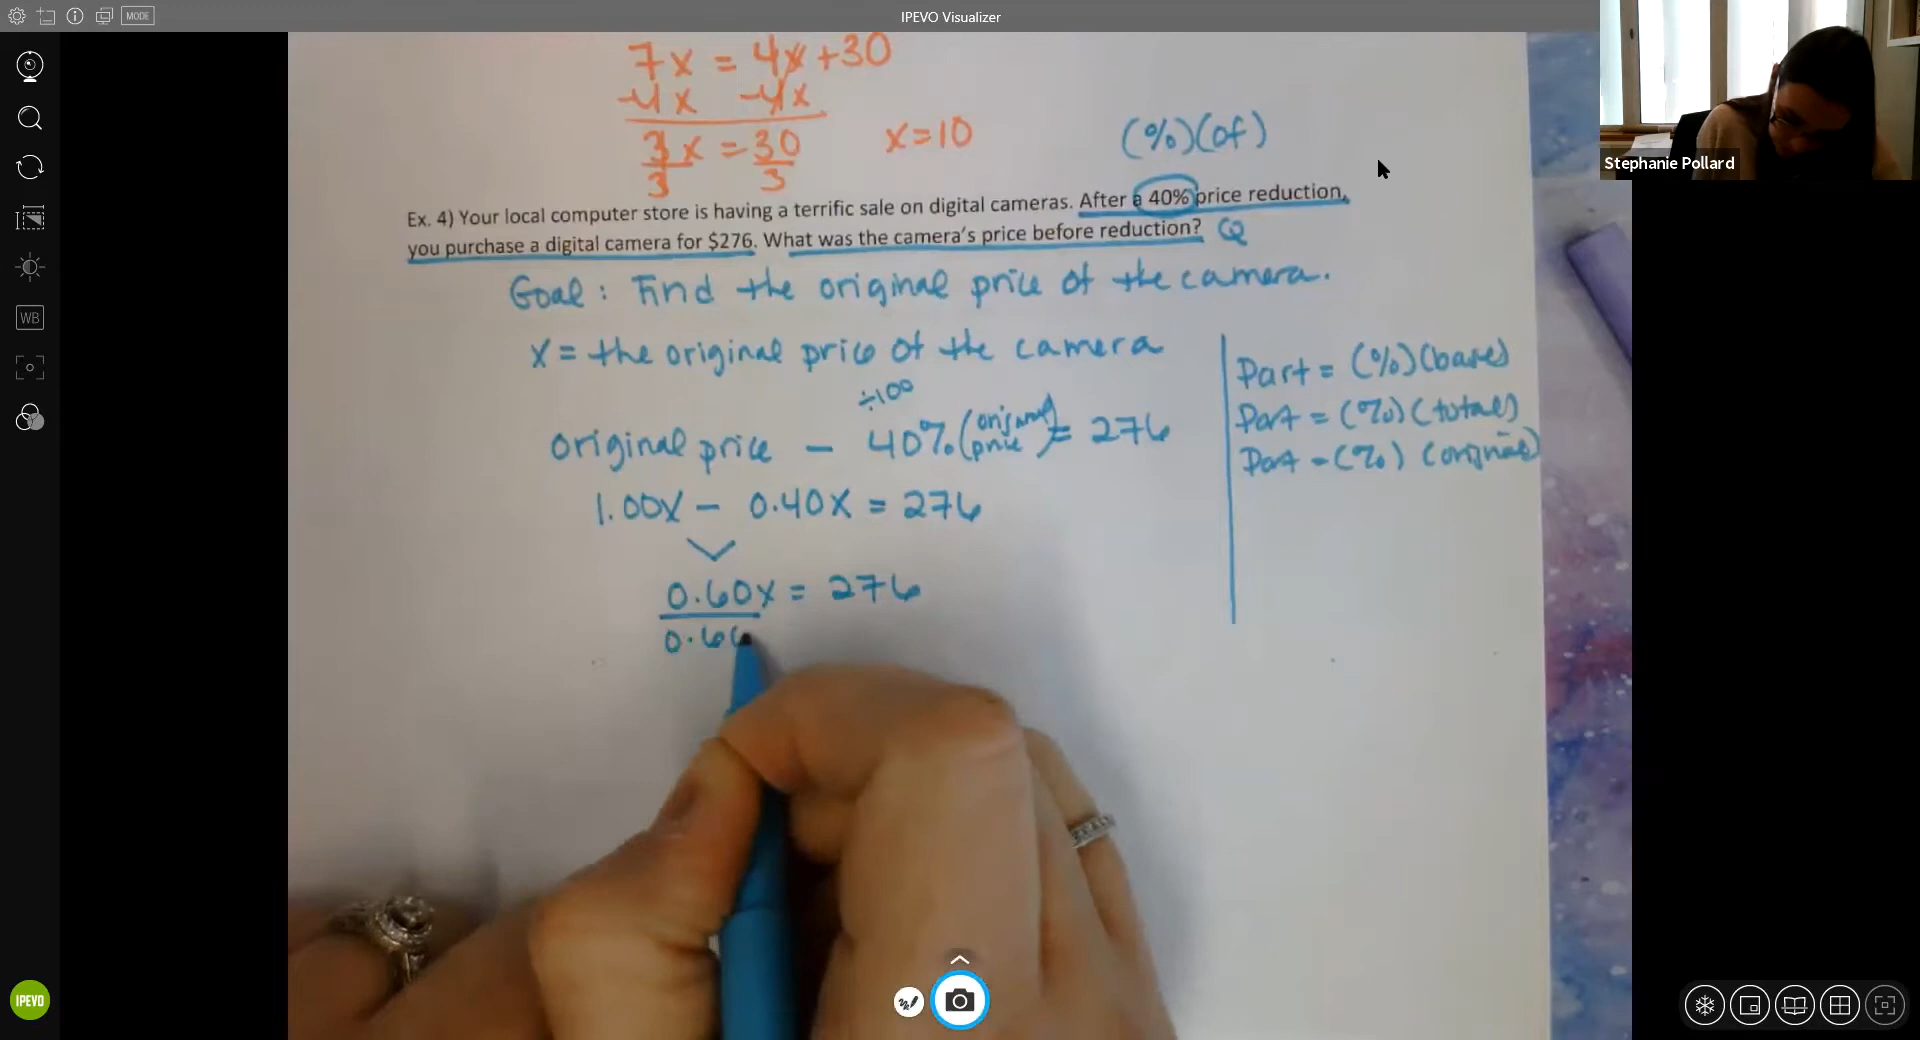 MODE
IPEVO Visualizer
7x = 4x + 30
-4x -4x
3x = 30
3 3
x = 10
(%)(of)
Stephanie Pollard
Ex. 4) Your local computer store is having a terrific sale on digital cameras. After a 40% price reduction,
you purchase a digital camera for $276. What was the camera's price before reduction? Q
Goal: Find the original price of the camera.
x = the original price of the camera
÷100
original price - 40% (original price) = 276
1.00x - 0.40x = 276
0.60x = 276
0.60
Part = (%)(base)
Part = (%)(total)
Part = (%) (original)
WB
IPEVO